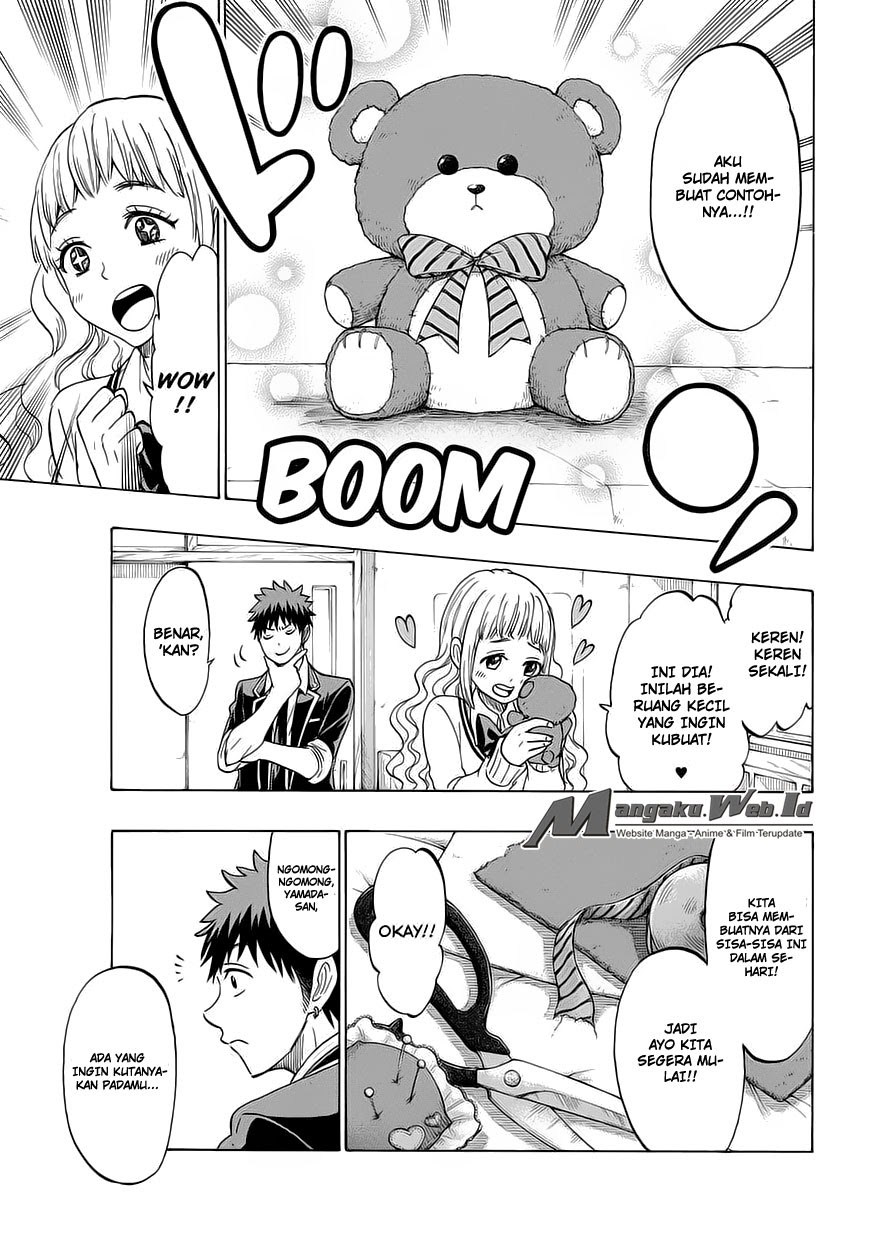 AKU
SUDAH MEM-
BUAT CONTOH-
NYA...!!
ドン
WOW
!!
BOOM
KEREN!
KEREN
SEKALI!
INI DIA!
INILAH BE-
RUANG KECIL
YANG INGIN
KUBUAT!
♥
BENAR,
'KAN?
Mangaku.Web.Id
Website Manga - Anime & Film Terupdate
KITA
BISA MEM-
BUATNYA DARI
SISA-SISA INI
DALAM SE-
HARI!
JADI
AYO KITA
SEGERA MU-
LAI!!
OKAY!!
NGOMONG-
NGOMONG,
YAMADA-
SAN,
ADA YANG
INGIN KUTANYA-
KAN PADAMU...